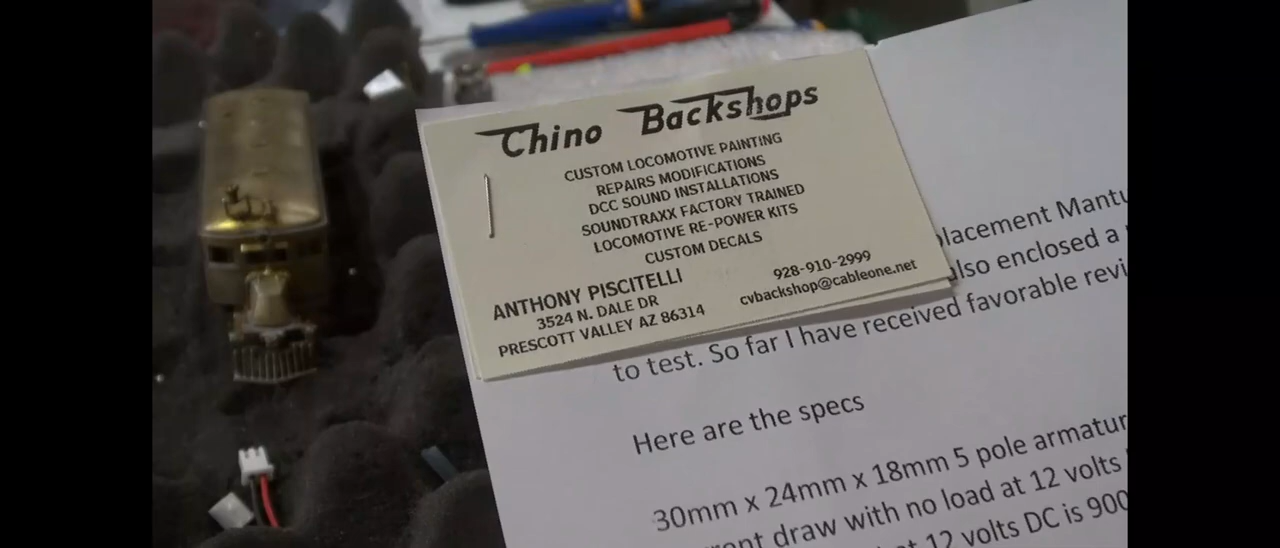 Chino Backshops
CUSTOM LOCOMOTIVE PAINTING
REPAIRS MODIFICATIONS
DCC SOUND INSTALLATIONS
SOUNDTRAXX FACTORY TRAINED
LOCOMOTIVE RE-POWER KITS
CUSTOM DECALS
ANTHONY PISCITELLI
3524 N. DALE DR
PRESCOTT VALLEY AZ 86314
928-910-2999
cvbackshop@cableone.net
placement Mantu
also enclosed a
to test. So far I have received favorable revi
Here are the specs
30mm x 24mm x 18mm 5 pole armatur
draw with no load at 12 volts
at 12 volts DC is 900